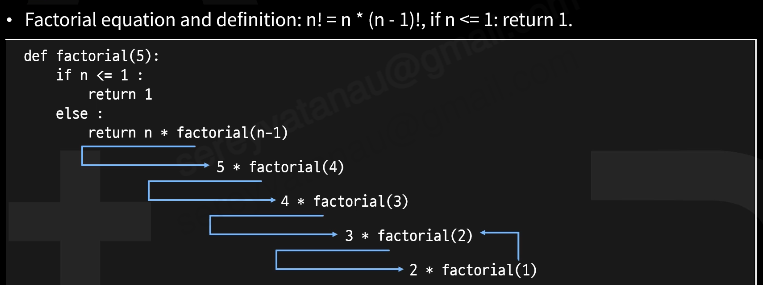 • Factorial equation and definition: n! = n * (n - 1)!, if n <= 1: return 1.
def factorial(5):
    if n <= 1 :
        return 1
    else :
        return n * factorial(n-1)
5 * factorial(4)
4 * factorial(3)
3 * factorial(2)
2 * factorial(1)